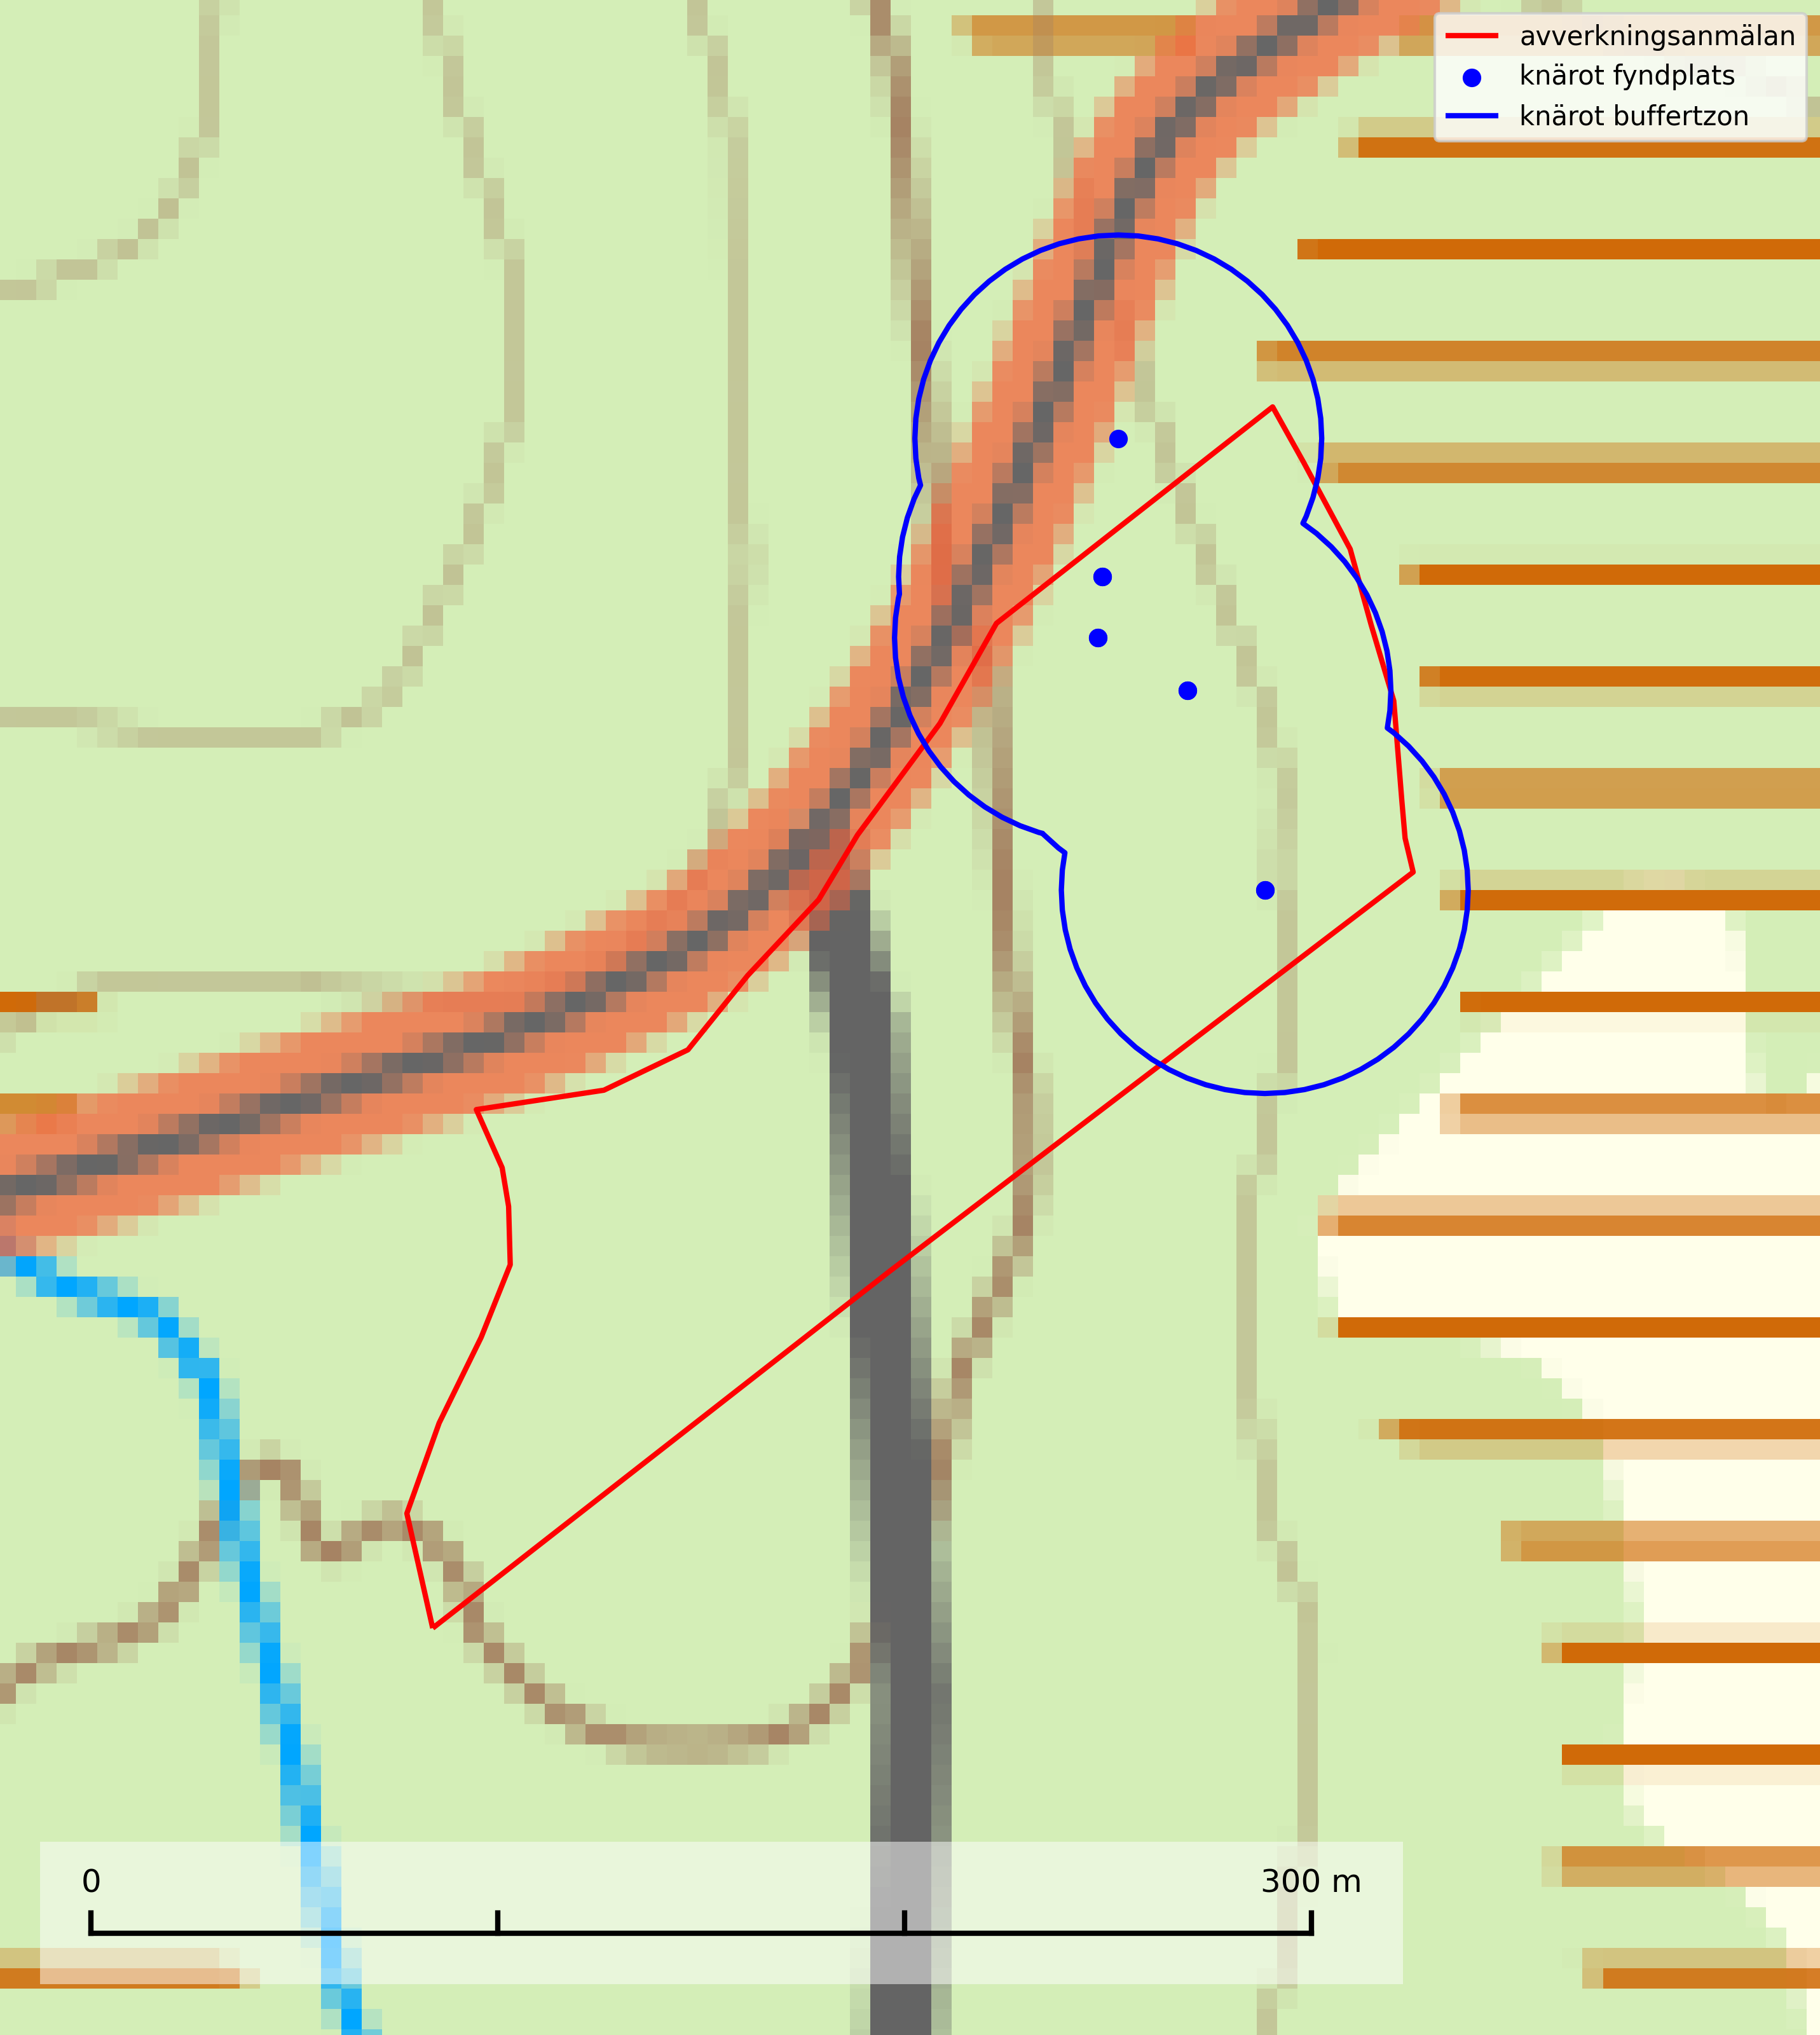 avverkningsanmälan
knärot fyndplats
knärot buffertzon
0 300 m